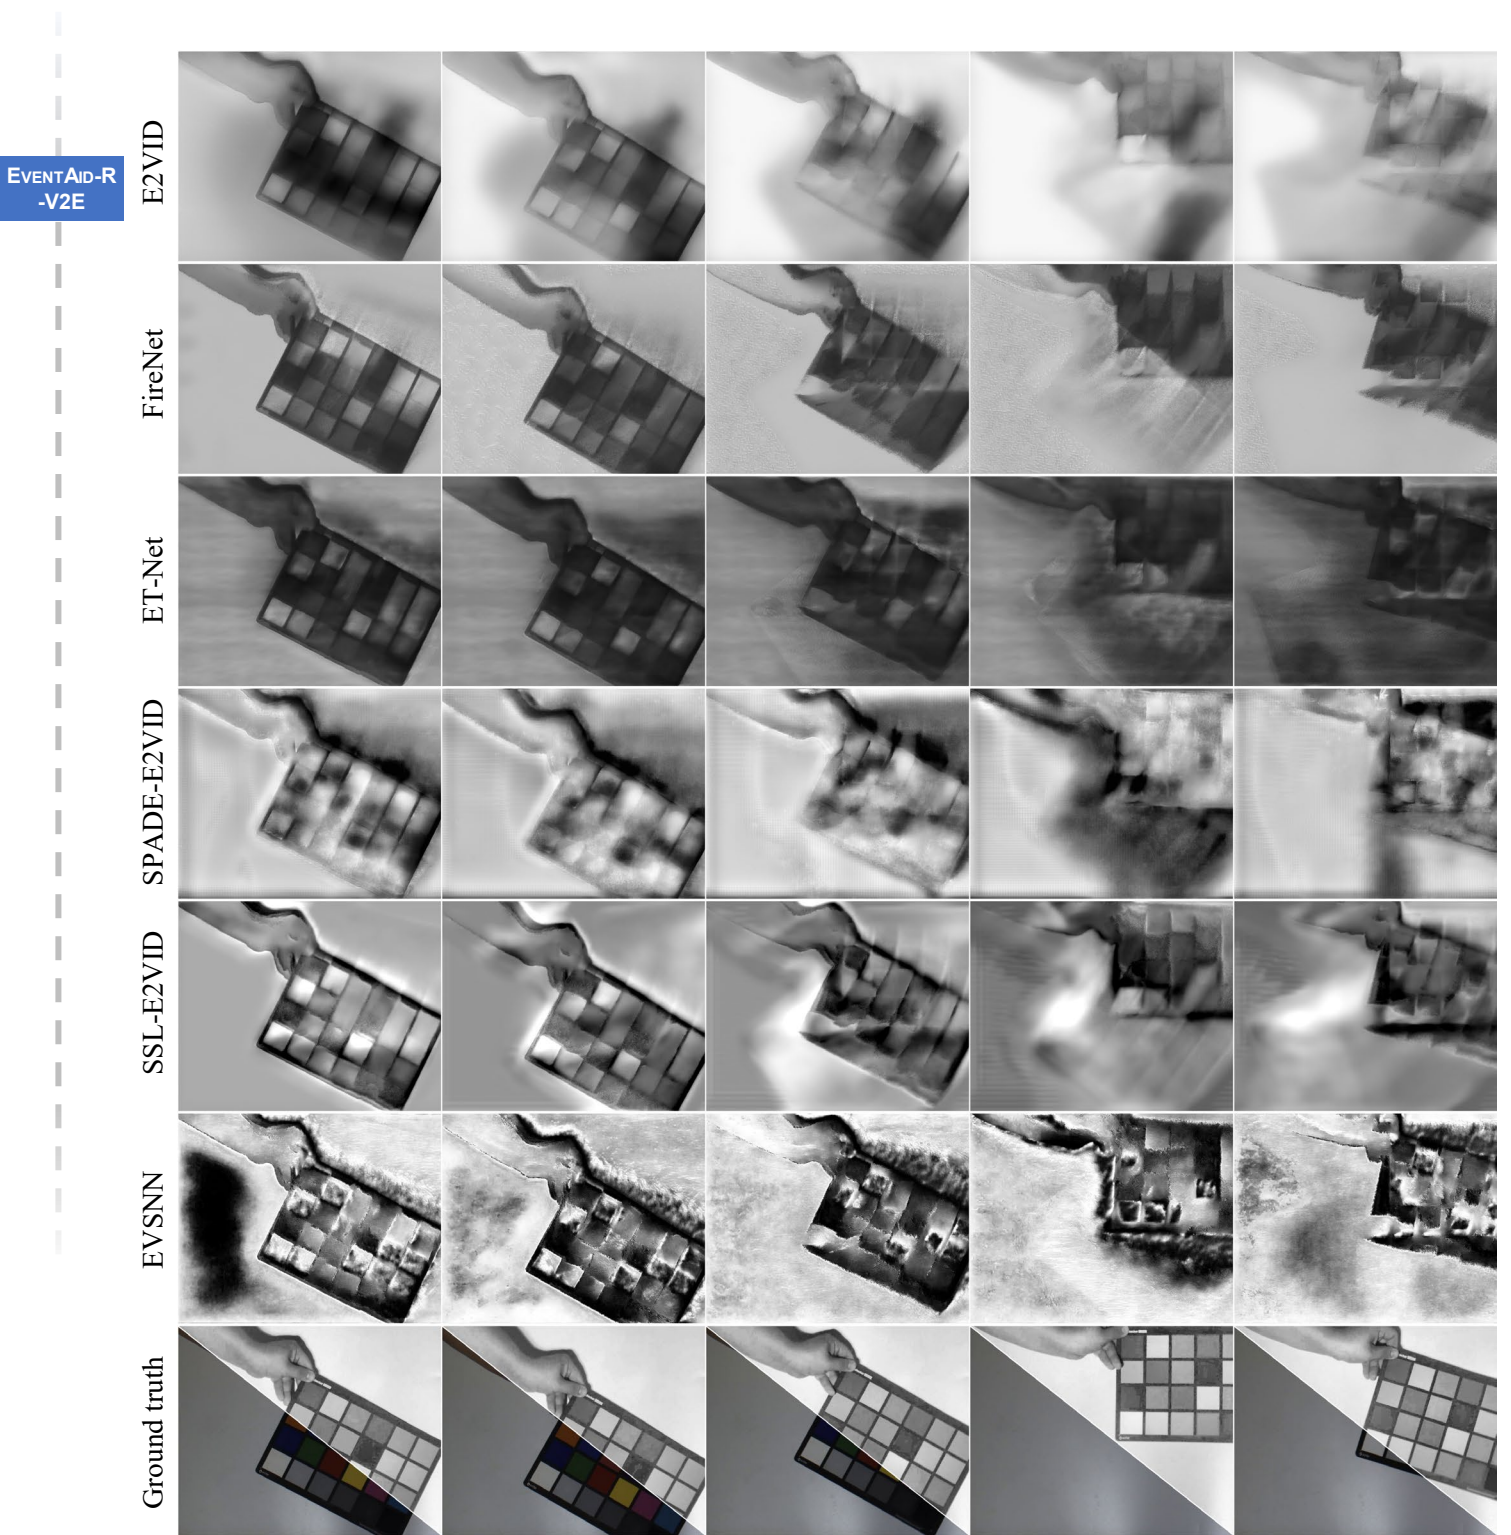 EVENTAID-R
-V2E
E2VID
FireNet
ET-Net
SPADE-E2VID
SSL-E2VID
EVSNN
Ground truth